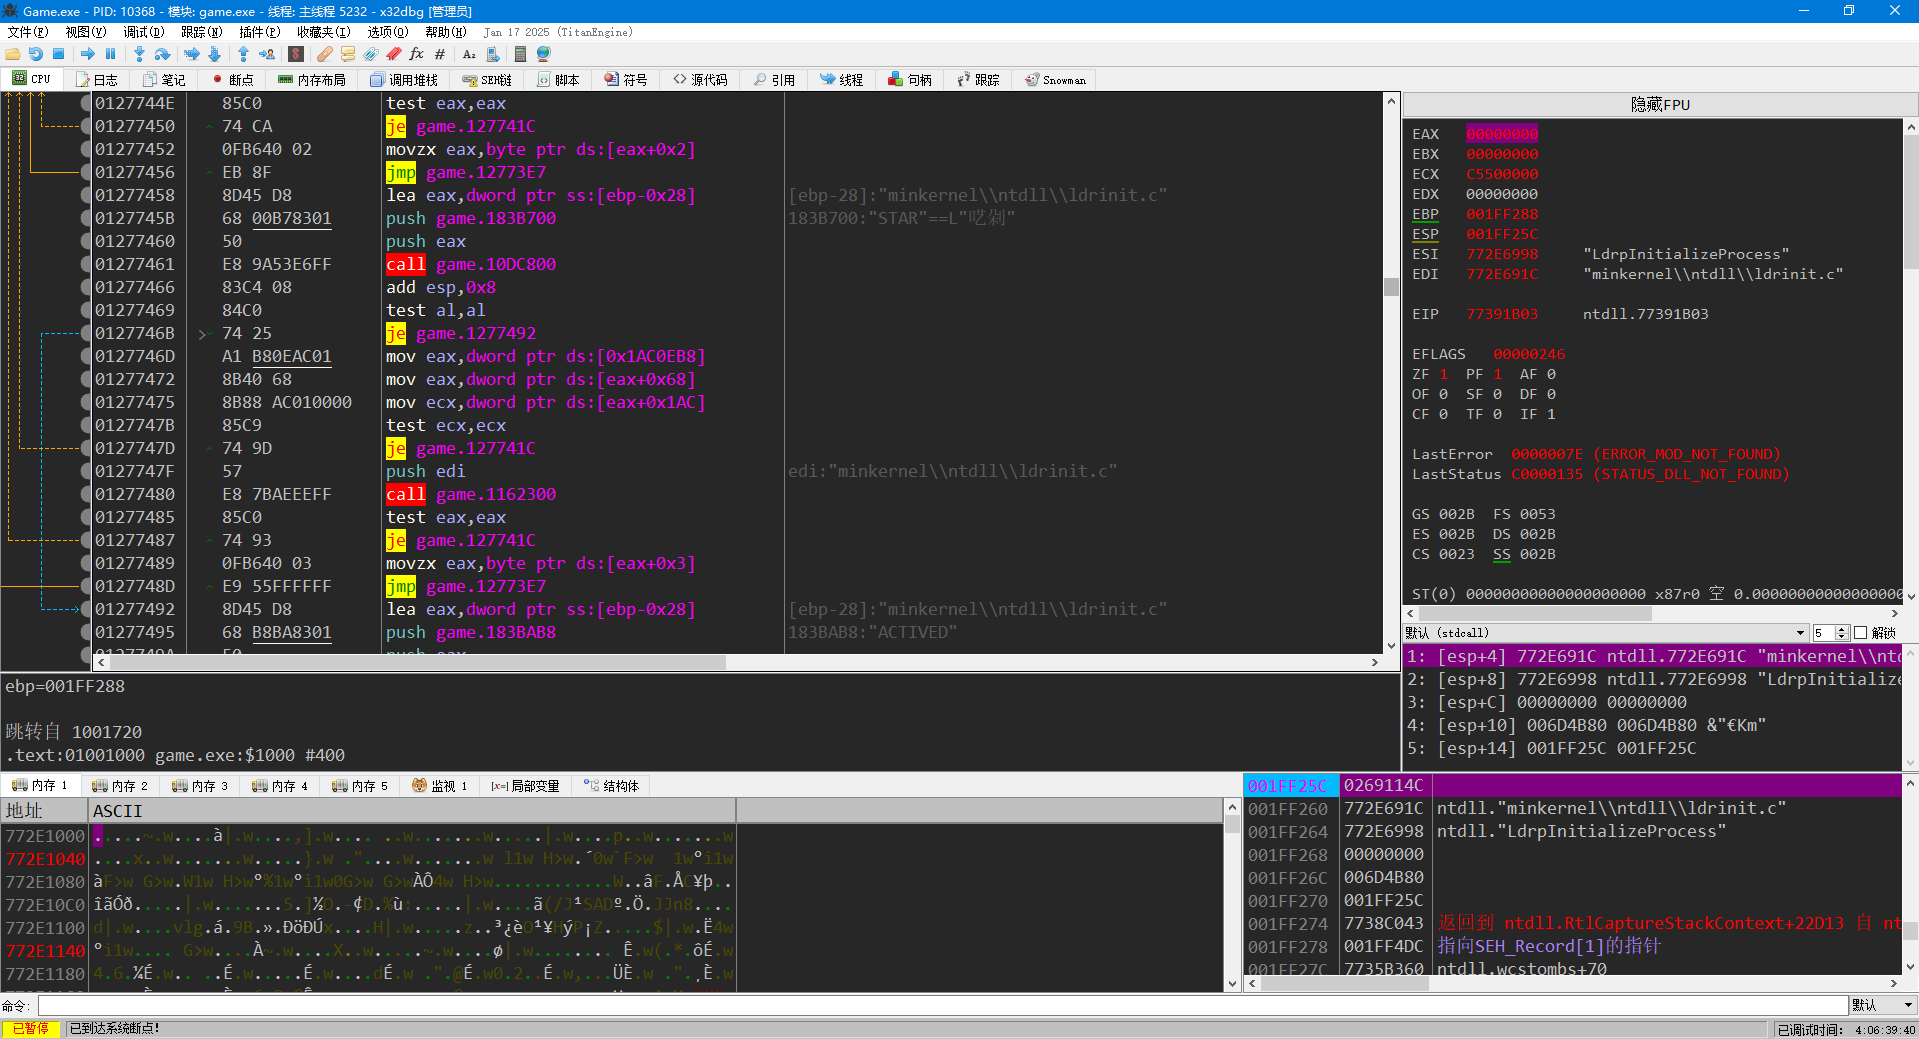 Game.exe - PID: 10368 - 模块: game.exe - 线程: 主线程 5232 - x32dbg [管理员]
文件(F) 视图(V) 调试(D) 跟踪(N) 插件(P) 收藏夹(I) 选项(O) 帮助(H) Jan 17 2025 (TitanEngine)
CPU 日志 笔记 断点 内存布局 调用堆栈 SEH链 脚本 符号 源代码 引用 线程 句柄 跟踪 Snowman
0127744E 85C0 test eax,eax
01277450 74 CA je game.127741C
01277452 0FB640 02 movzx eax,byte ptr ds:[eax+0x2]
01277456 EB 8F jmp game.12773E7
01277458 8D45 D8 lea eax,dword ptr ss:[ebp-0x28] [ebp-28]:"minkernel\\ntdll\\ldrinit.c"
0127745B 68 00B78301 push game.183B700 183B700:"STAR"==L"呓剁"
01277460 50 push eax
01277461 E8 9A53E6FF call game.10DC800
01277466 83C4 08 add esp,0x8
01277469 84C0 test al,al
0127746B 74 25 je game.1277492
0127746D A1 B80EAC01 mov eax,dword ptr ds:[0x1AC0EB8]
01277472 8B40 68 mov eax,dword ptr ds:[eax+0x68]
01277475 8B88 AC010000 mov ecx,dword ptr ds:[eax+0x1AC]
0127747B 85C9 test ecx,ecx
0127747D 74 9D je game.127741C
0127747F 57 push edi edi:"minkernel\\ntdll\\ldrinit.c"
01277480 E8 7BAEEEFF call game.1162300
01277485 85C0 test eax,eax
01277487 74 93 je game.127741C
01277489 0FB640 03 movzx eax,byte ptr ds:[eax+0x3]
0127748D E9 55FFFFFF jmp game.12773E7
01277492 8D45 D8 lea eax,dword ptr ss:[ebp-0x28] [ebp-28]:"minkernel\\ntdll\\ldrinit.c"
01277495 68 B8BA8301 push game.183BAB8 183BAB8:"ACTIVED"
隐藏FPU
EAX 00000000
EBX 00000000
ECX C5500000
EDX 00000000
EBP 001FF288
ESP 001FF25C
ESI 772E6998 "LdrpInitializeProcess"
EDI 772E691C "minkernel\\ntdll\\ldrinit.c"
EIP 77391B03 ntdll.77391B03
EFLAGS 00000246
ZF 1 PF 1 AF 0
OF 0 SF 0 DF 0
CF 0 TF 0 IF 1
LastError 0000007E (ERROR_MOD_NOT_FOUND)
LastStatus C0000135 (STATUS_DLL_NOT_FOUND)
GS 002B FS 0053
ES 002B DS 002B
CS 0023 SS 002B
ST(0) 00000000000000000000 x87r0 空 0.0000000000000000
默认 (stdcall) 5 解锁
1: [esp+4] 772E691C ntdll.772E691C "minkernel\\nt
2: [esp+8] 772E6998 ntdll.772E6998 "LdrpInitialize
3: [esp+C] 00000000 00000000
4: [esp+10] 006D4B80 006D4B80 &"€Km"
5: [esp+14] 001FF25C 001FF25C
ebp=001FF288
跳转自 1001720
.text:01001000 game.exe:$1000 #400
内存 1 内存 2 内存 3 内存 4 内存 5 监视 1 [x=] 局部变量 结构体
地址 ASCII
772E1000
772E1040
772E1080
772E10C0
772E1100
772E1140
772E1180
001FF25C 0269114C
001FF260 772E691C ntdll."minkernel\\ntdll\\ldrinit.c"
001FF264 772E6998 ntdll."LdrpInitializeProcess"
001FF268 00000000
001FF26C 006D4B80
001FF270 001FF25C
001FF274 7738C043 返回到 ntdll.RtlCaptureStackContext+22D13 自 nt
001FF278 001FF4DC 指向SEH_Record[1]的指针
001FF27C 7735B360 ntdll.wcstombs+70
命令: 默认
已暂停 已到达系统断点! 已调试时间: 4:06:39:40